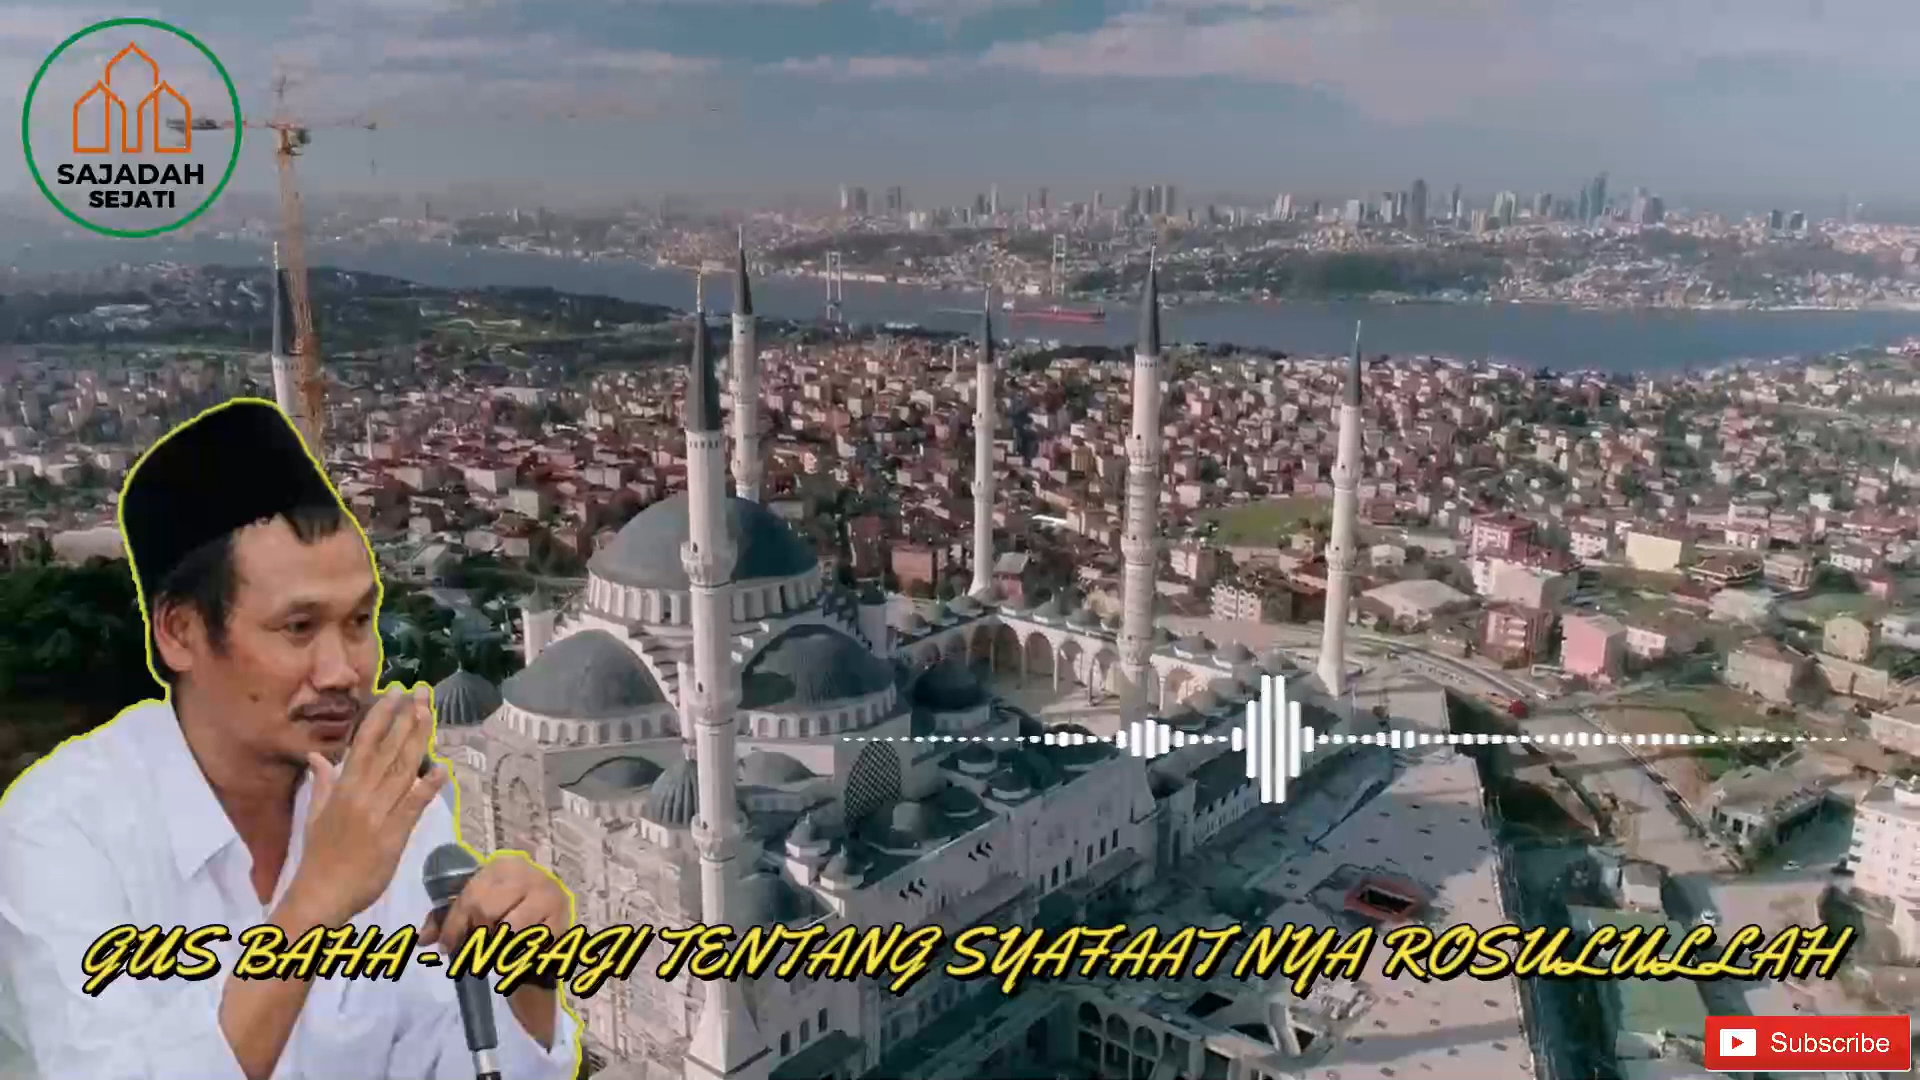 SAJADAH
SEJATI
GUS BAHA - NGAJI TENTANG SYAFAAT NYA ROSULULLAH
Subscribe